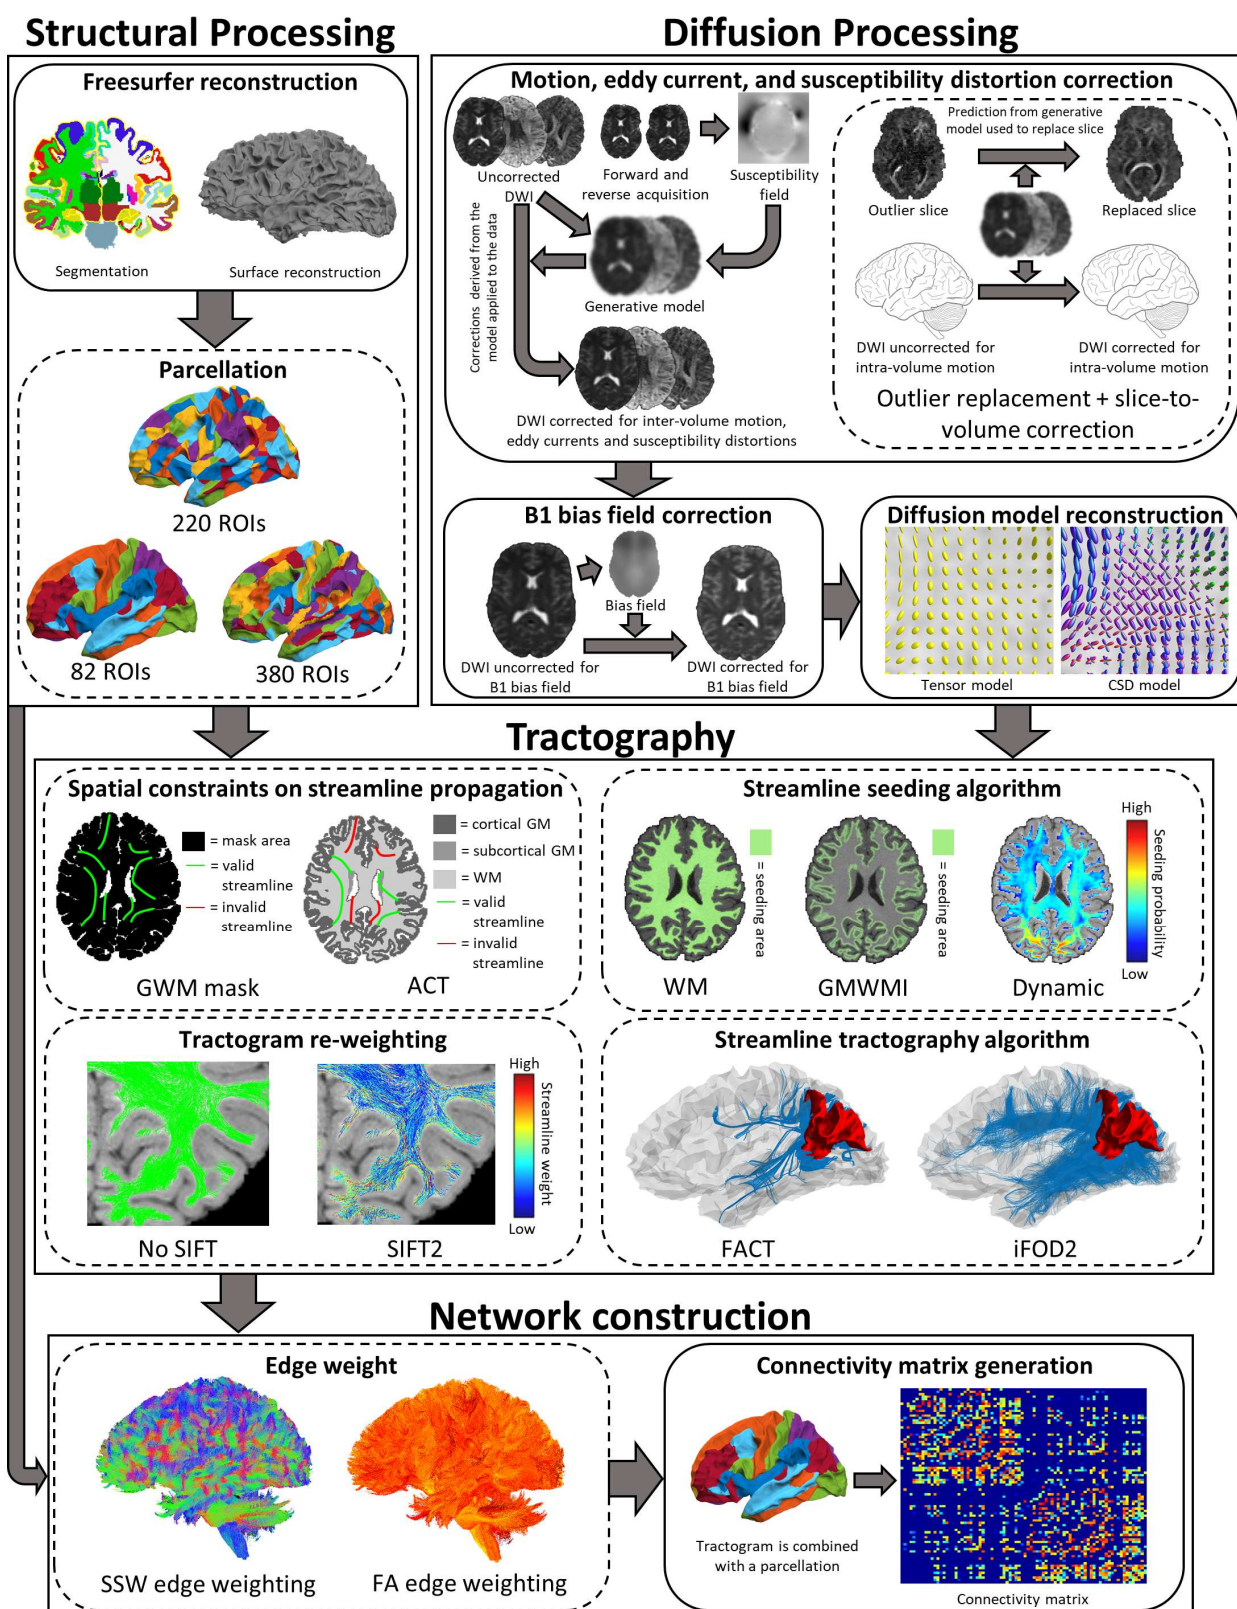 Structural Processing
Freesurfer reconstruction
Segmentation
Surface reconstruction
Parcellation
220 ROIs
82 ROIs
380 ROIs
Diffusion Processing
Motion, eddy current, and susceptibility distortion correction
Uncorrected
DWI
Forward and
reverse acquisition
Susceptibility
field
Corrections derived from the
model applied to the data
Generative model
DWI corrected for inter-volume motion,
eddy currents and susceptibility distortions
Prediction from generative
model used to replace slice
Outlier slice
Replaced slice
DWI uncorrected for
intra-volume motion
DWI corrected for
intra-volume motion
Outlier replacement + slice-to-
volume correction
B1 bias field correction
Bias field
DWI uncorrected for
B1 bias field
DWI corrected for
B1 bias field
Diffusion model reconstruction
Tensor model
CSD model
Tractography
Spatial constraints on streamline propagation
= mask area
= valid
streamline
= invalid
streamline
GWM mask
= cortical GM
= subcortical GM
= WM
= valid
streamline
= invalid
streamline
ACT
Streamline seeding algorithm
= seeding area
WM
= seeding area
GMWMI
High
Seeding probability
Low
Dynamic
Tractogram re-weighting
No SIFT
SIFT2
High
Streamline weight
Low
Streamline tractography algorithm
FACT
iFOD2
Network construction
Edge weight
SSW edge weighting
FA edge weighting
Connectivity matrix generation
Tractogram is combined
with a parcellation
Connectivity matrix